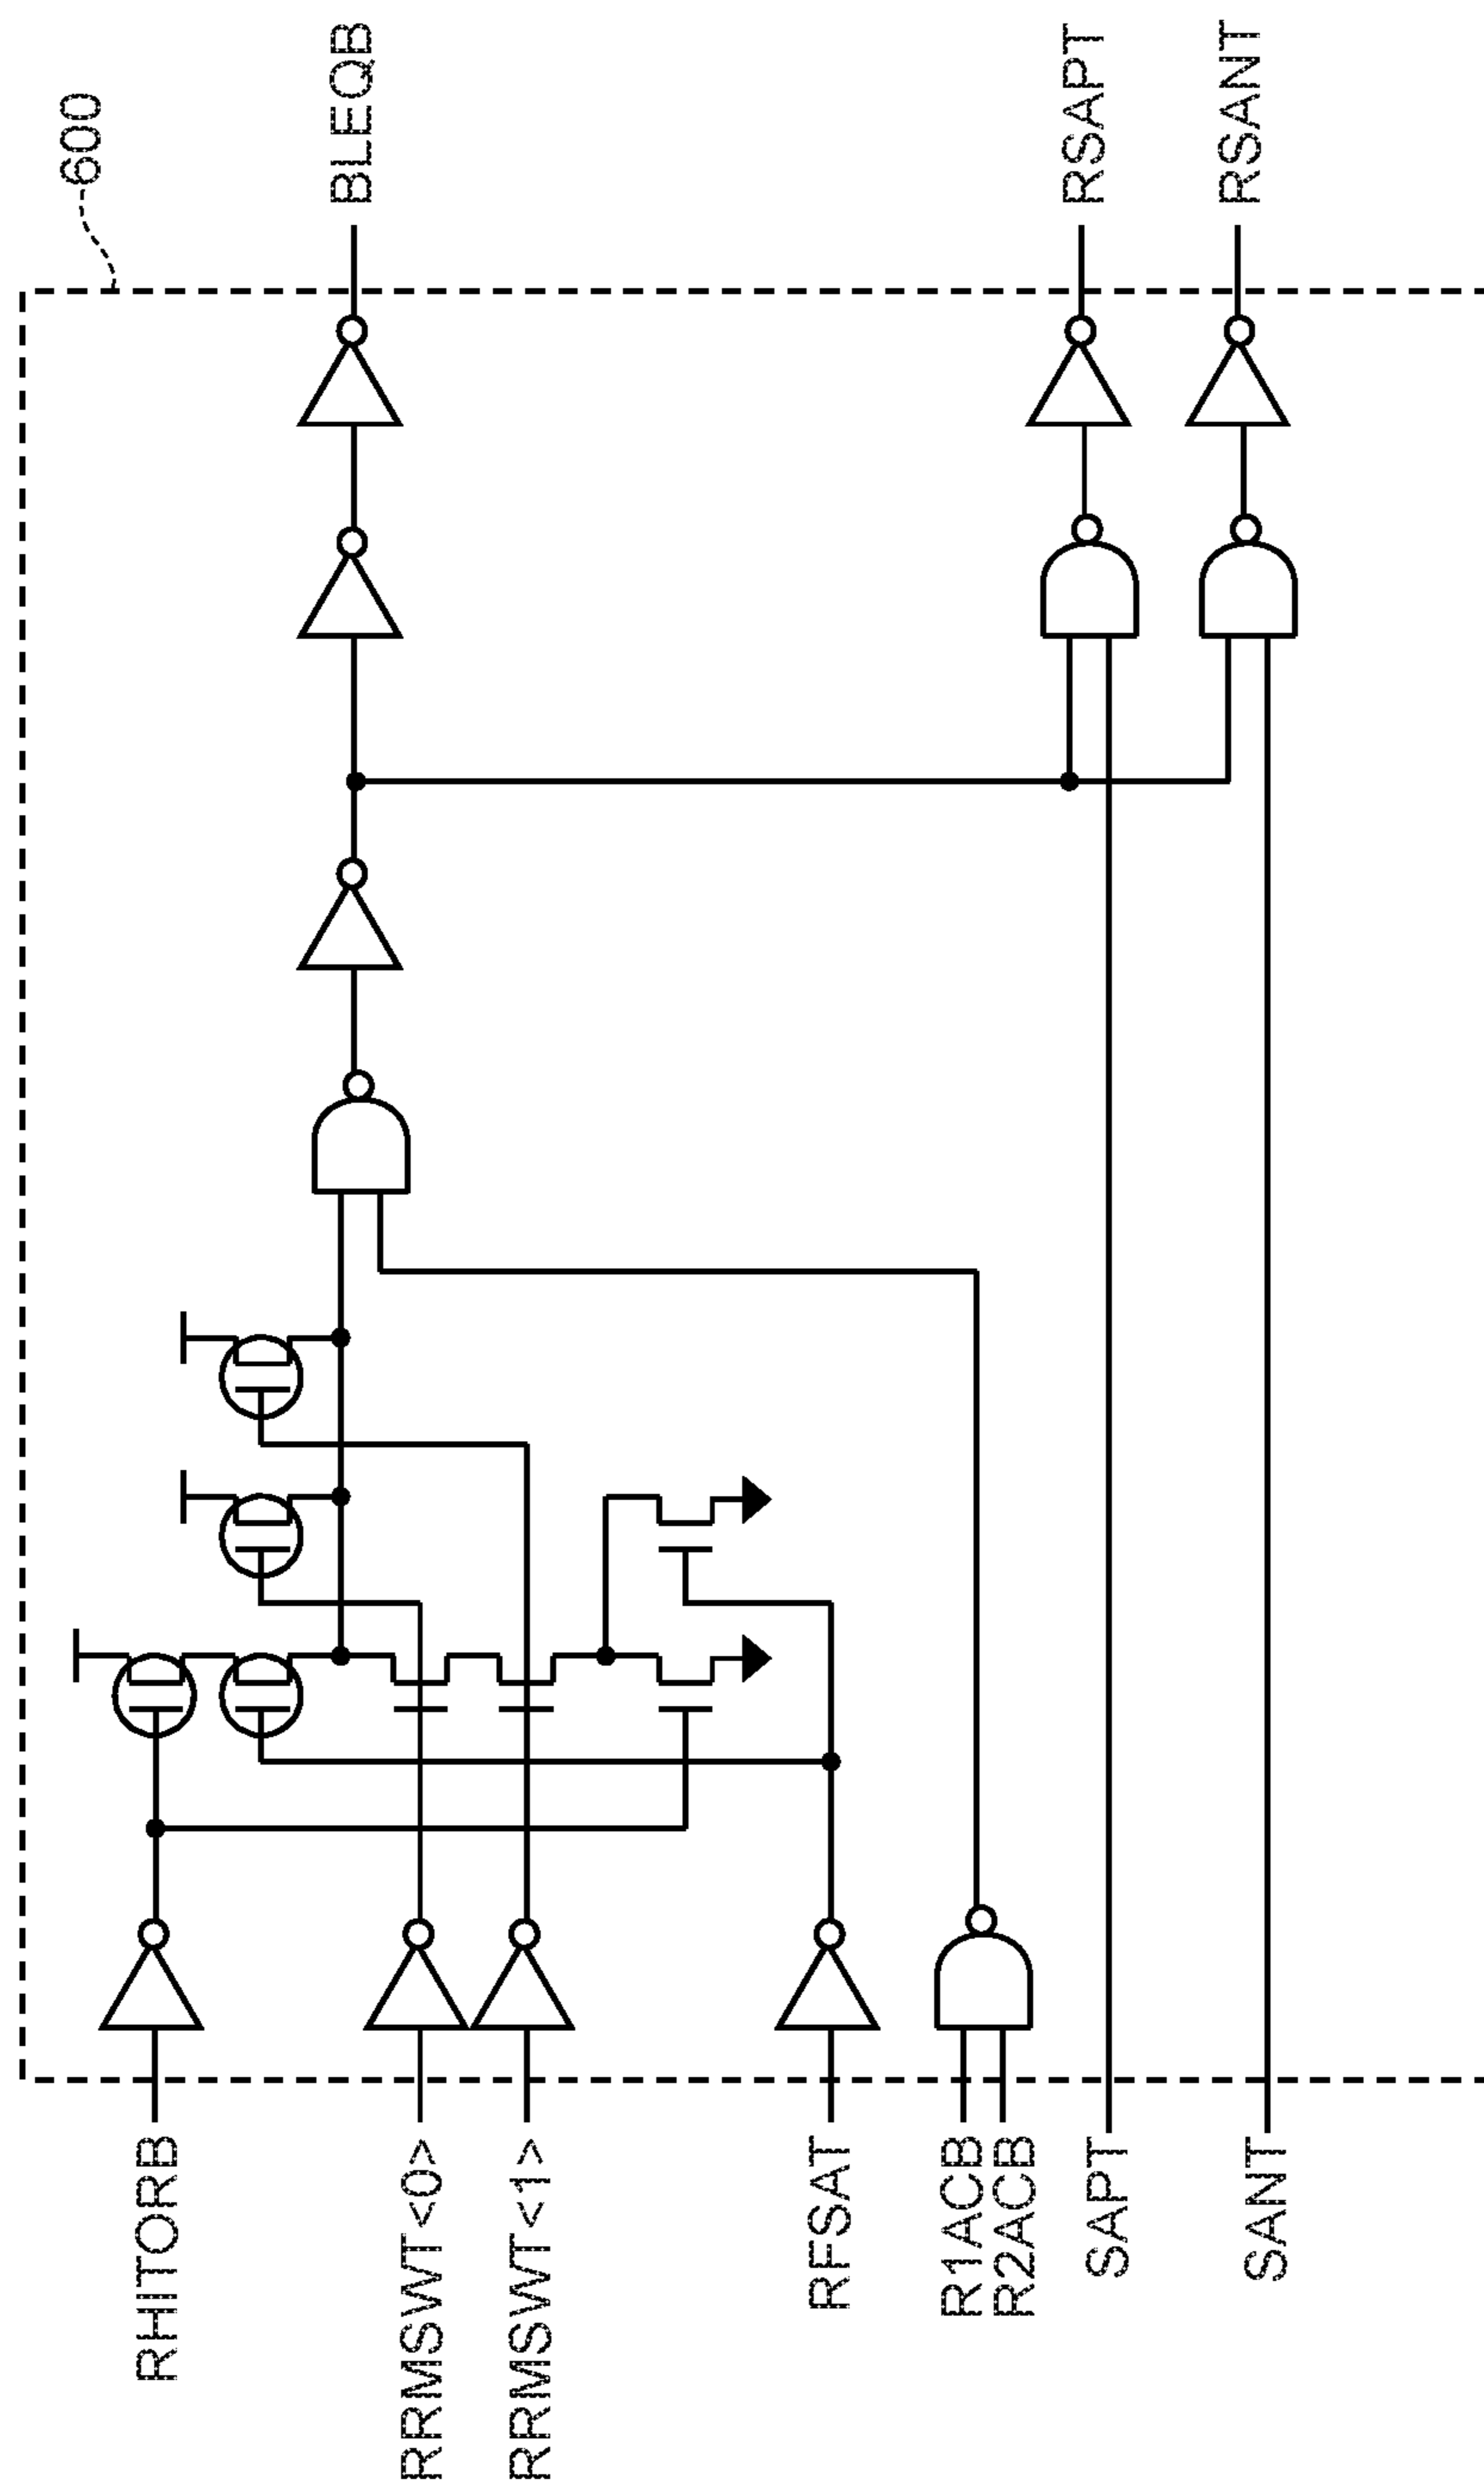 600
RHITORB
RRMSWT<0>
RRMSWT<1>
RFSAT
R1ACB
R2ACB
SAPT
SANT
BLEQB
RSAPT
RSANT